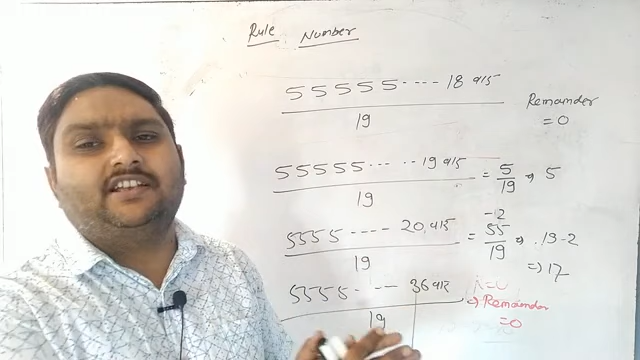 Rule Number
55555 ---- 18 बार
19
Remainder
=0
55555 --- -- 19 बार = 5/19 → 5
19
-2
5555 ---- 20 बार = 55/19 → 19-2
19
⇒ 17
5555 - -- 36 बार
⇒ Remainder
19
=0